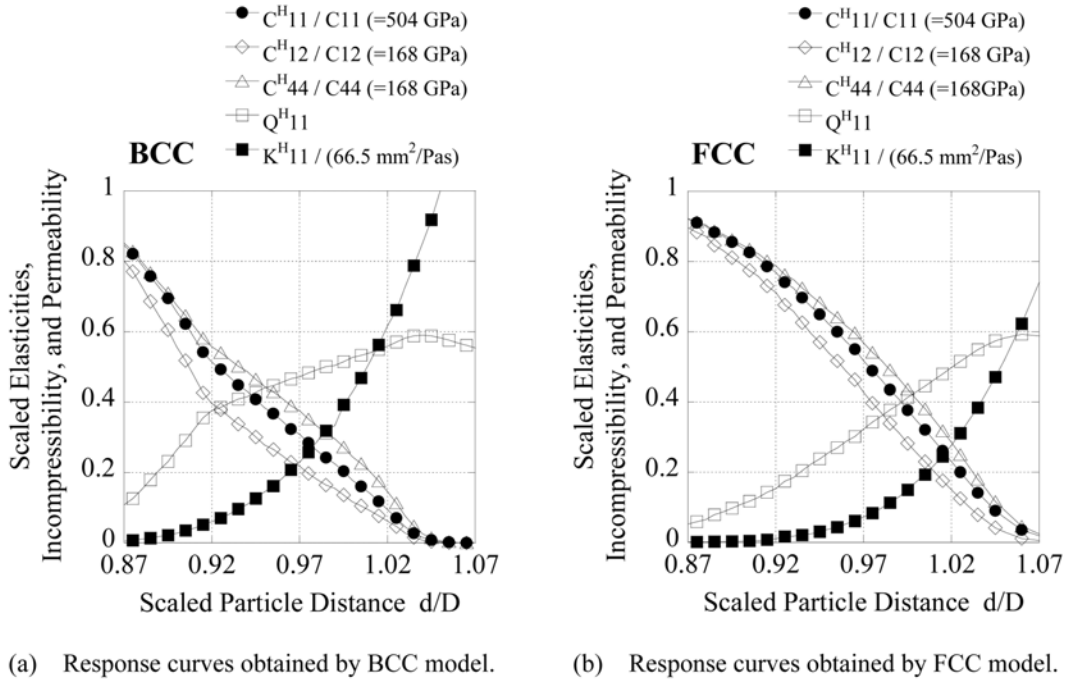 C^H11 / C11 (=504 GPa)
C^H12 / C12 (=168 GPa)
C^H44 / C44 (=168 GPa)
Q^H11
K^H11 / (66.5 mm²/Pas)
BCC
Scaled Elasticities,
Incompressibility, and Permeability
1
0.8
0.6
0.4
0.2
0
0.87
0.92
0.97
1.02
1.07
Scaled Particle Distance d/D
(a) Response curves obtained by BCC model.
C^H11/ C11 (=504 GPa)
C^H12 / C12 (=168 GPa)
C^H44 / C44 (=168GPa)
Q^H11
K^H11 / (66.5 mm²/Pas)
FCC
Scaled Elasticities,
Incompressibility, and Permeability
1
0.8
0.6
0.4
0.2
0
0.87
0.92
0.97
1.02
1.07
Scaled Particle Distance d/D
(b) Response curves obtained by FCC model.